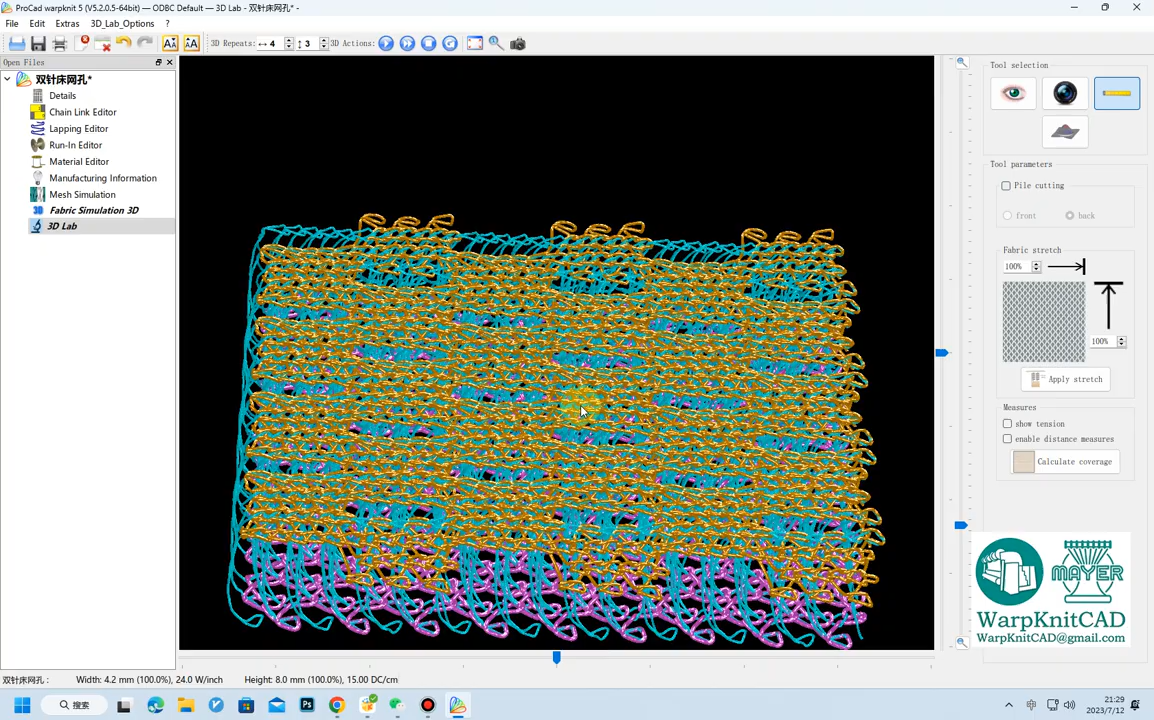 ProCad warpknit 5 (V5.2.0.5-64bit) — ODBC Default — 3D Lab - 双针床网孔* -
File Edit Extras 3D_Lab_Options ?
3D Repeats: 4 3 3D Actions:
Open Files
双针床网孔*
Details
Chain Link Editor
Lapping Editor
Run-In Editor
Material Editor
Manufacturing Information
Mesh Simulation
Fabric Simulation 3D
3D Lab
Tool selection
Tool parameters
Pile cutting
front back
Fabric stretch
100%
100%
Apply stretch
Measures
show tension
enable distance measures
Calculate coverage
MAYER
WarpKnitCAD
WarpKnitCAD@gmail.com
双针床网孔 : Width: 4.2 mm (100.0%), 24.0 W/inch Height: 8.0 mm (100.0%), 15.00 DC/cm
搜索
Ps
中
21:29
2023/7/12